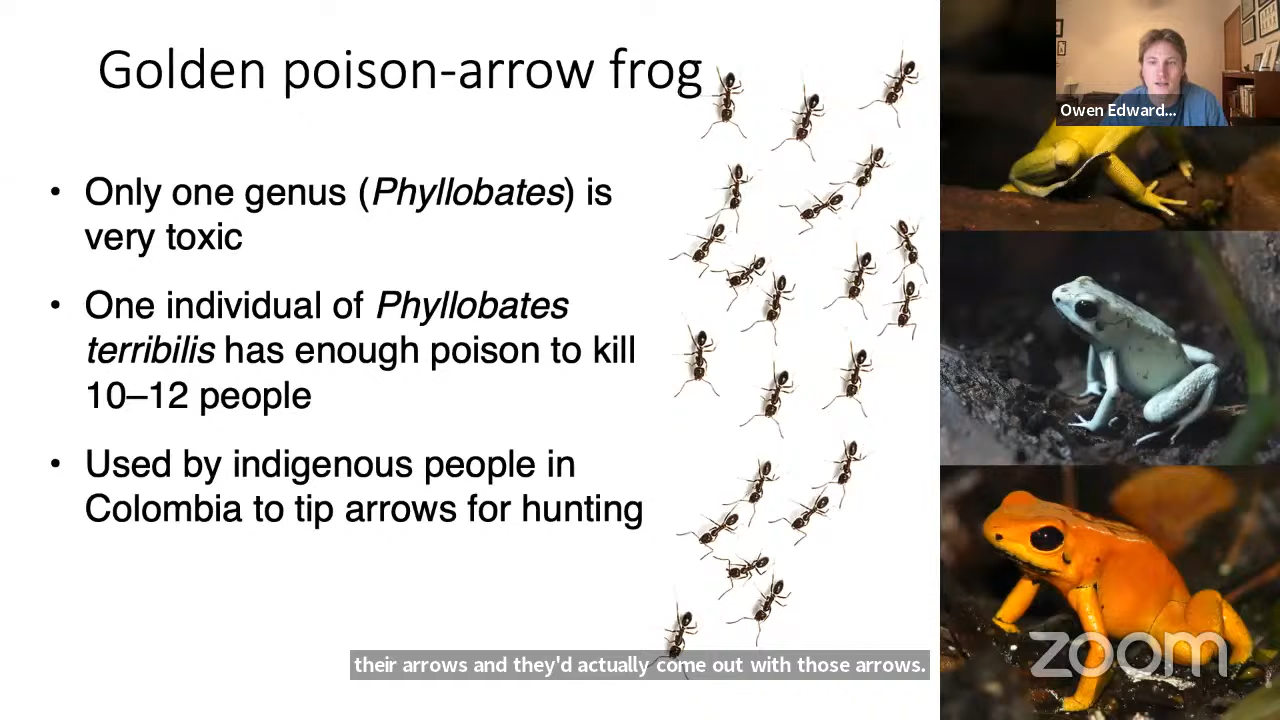 Golden poison-arrow frog
Owen Edward...
• Only one genus (Phyllobates) is
very toxic
• One individual of Phyllobates
terribilis has enough poison to kill
10–12 people
• Used by indigenous people in
Colombia to tip arrows for hunting
their arrows and they'd actually come out with those arrows.
zoom